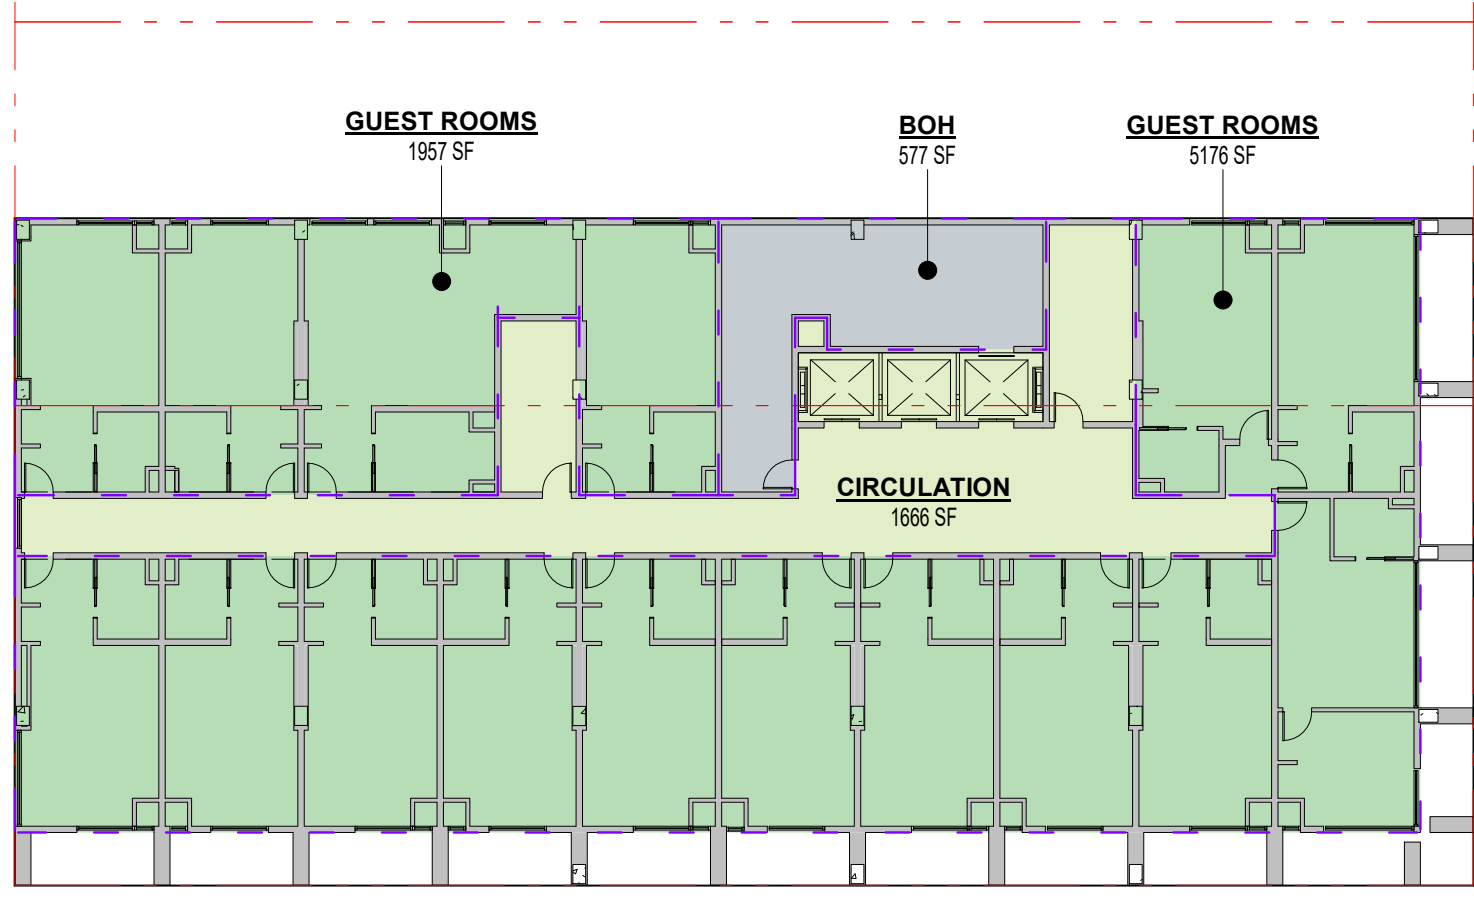 GUEST ROOMS
1957 SF
BOH
577 SF
GUEST ROOMS
5176 SF
CIRCULATION
1666 SF